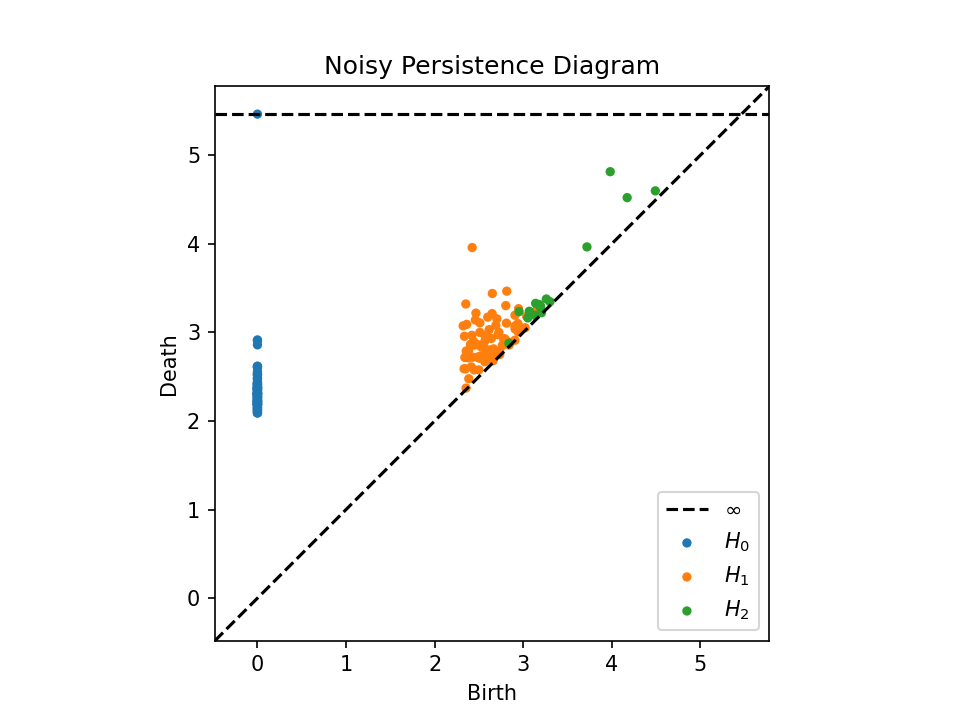 Noisy Persistence Diagram
Death
5
4
3
2
1
0
0 1 2 3 4 5
Birth
∞
H₀
H₁
H₂